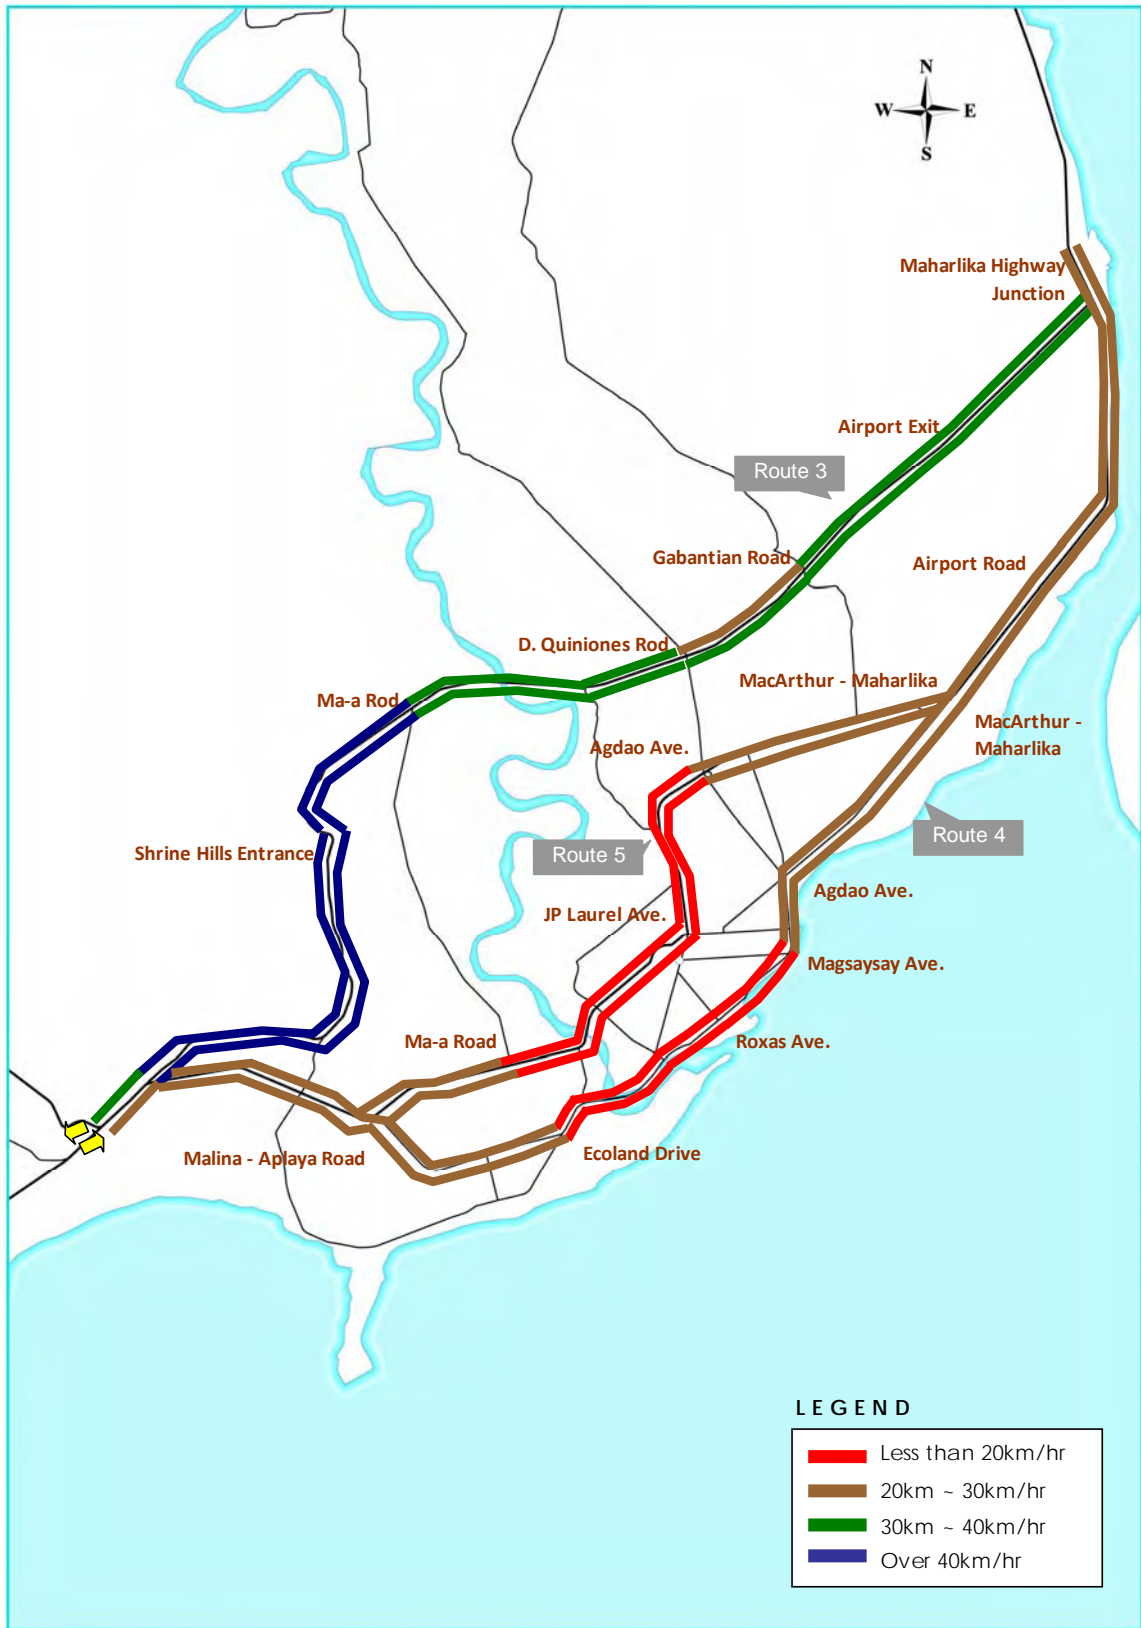 N
W E
S
Maharlika Highway
Junction
Airport Exit
Route 3
Gabantian Road
Airport Road
D. Quiniones Rod
MacArthur - Maharlika
Ma-a Rod
MacArthur -
Maharlika
Agdao Ave.
Route 4
Shrine Hills Entrance
Route 5
Agdao Ave.
JP Laurel Ave.
Magsaysay Ave.
Ma-a Road
Roxas Ave.
Malina - Aplaya Road
Ecoland Drive
LEGEND
Less than 20km/hr
20km ~ 30km/hr
30km ~ 40km/hr
Over 40km/hr